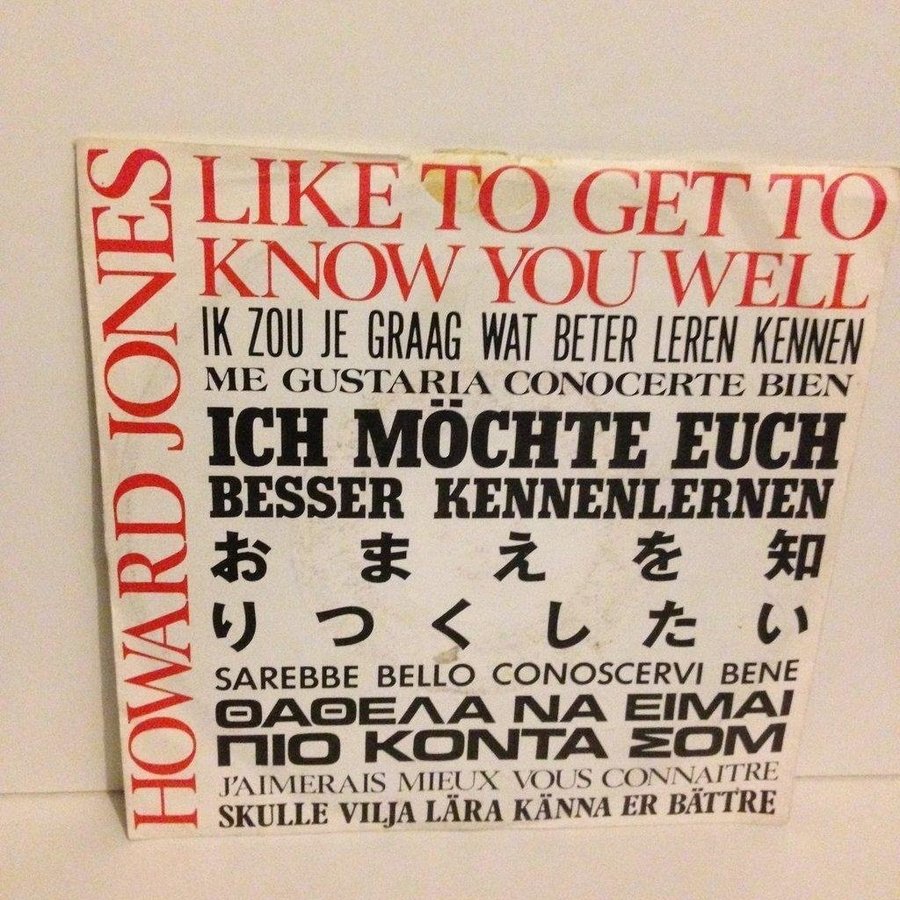 HOWARD JONES
LIKE TO GET TO
KNOW YOU WELL
IK ZOU JE GRAAG WAT BETER LEREN KENNEN
ME GUSTARIA CONOCERTE BIEN
ICH MÖCHTE EUCH
BESSER KENNENLERNEN
おまえを知
りつくしたい
SAREBBE BELLO CONOSCERVI BENE
ΘΑΘΕΛΑ ΝΑ ΕΙΜΑΙ
ΠΙΟ ΚΟΝΤΑ ΣΟΜ
J'AIMERAIS MIEUX VOUS CONNAITRE
SKULLE VILJA LÄRA KÄNNA ER BÄTTRE